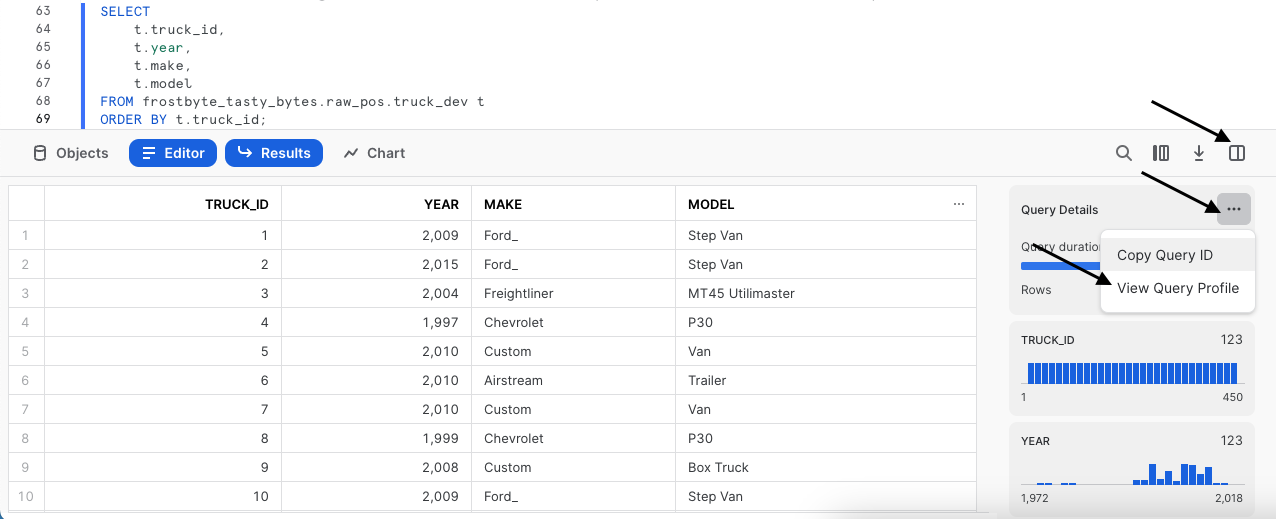 63 SELECT
64 t.truck_id,
65 t.year,
66 t.make,
67 t.model
68 FROM frostbyte_tasty_bytes.raw_pos.truck_dev t
69 ORDER BY t.truck_id;
Objects Editor Results Chart
TRUCK_ID YEAR MAKE MODEL ...
1 1 2,009 Ford_ Step Van
2 2 2,015 Ford_ Step Van
3 3 2,004 Freightliner MT45 Utilimaster
4 4 1,997 Chevrolet P30
5 5 2,010 Custom Van
6 6 2,010 Airstream Trailer
7 7 2,010 Custom Van
8 8 1,999 Chevrolet P30
9 9 2,008 Custom Box Truck
10 10 2,009 Ford_ Step Van
Query Details ...
Query duration
Copy Query ID
View Query Profile
Rows
TRUCK_ID 123
1 450
YEAR 123
1,972 2,018